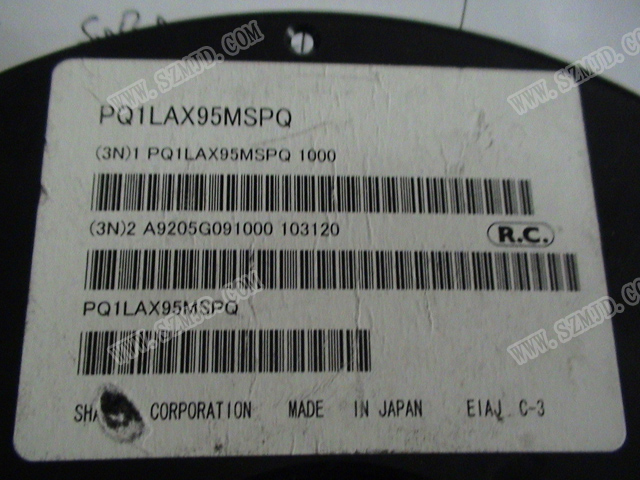 PQ1LAX95MSPQ
(3N)1 PQ1LAX95MSPQ 1000
(3N)2 A9205G091000 103120
R.C.
PQ1LAX95MSPQ
CORPORATION MADE IN JAPAN EIAJ C-3
WWW.SZMJD.COM
WWW.SZMJD.COM
WWW.SZMJD.COM
WWW.SZMJD.COM